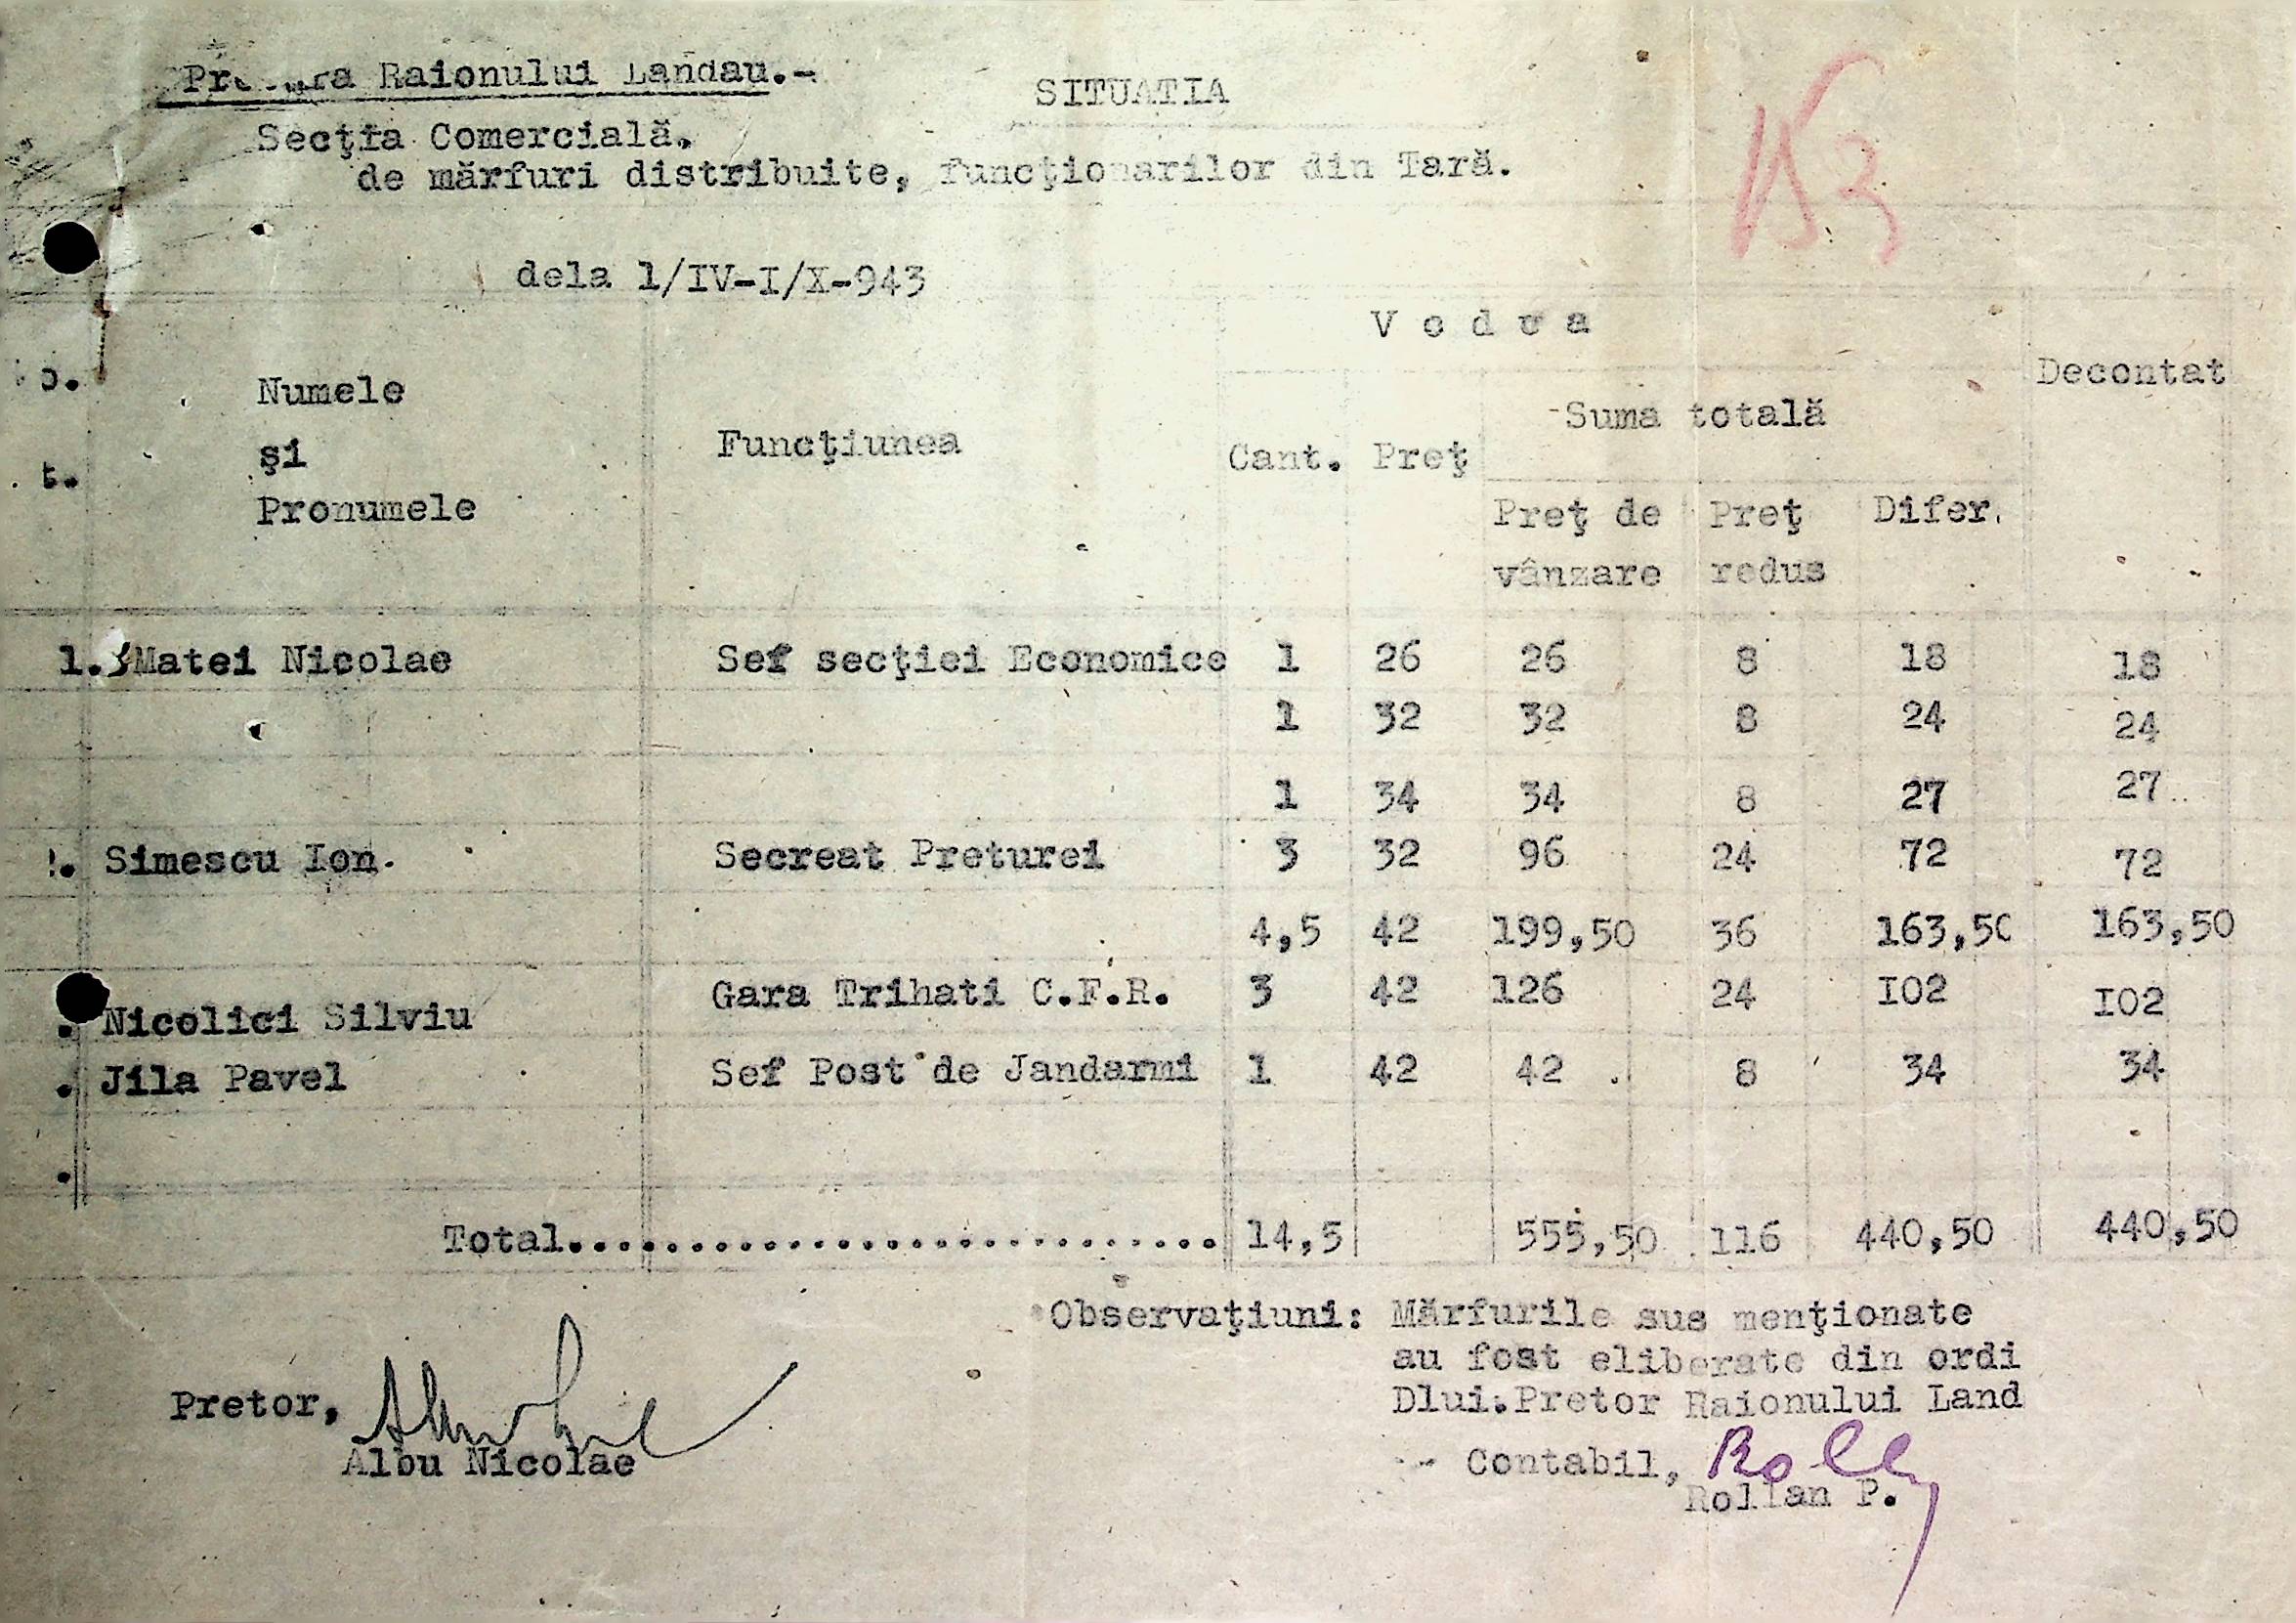 Raionului Landau.-
SITUATIA
Secţia Comercială,
de mărfuri distribuite, funcţionarilor din Tară.
153
dela 1/IV-I/X-943
V e d r a
Decontat
Numele
şi
Pronumele
Funcţiunea
Cant. Preţ
Suma totală
Preţ de vânzare
Preţ redus
Difer.
1. Matei Nicolae Sef secţiei Economice 1 26 26 8 18 18
1 32 32 8 24 24
1 34 34 8 27 27
Simescu Ion. Secreat Preturei 3 32 96 24 72 72
4,5 42 199,50 36 163,50 163,50
. Nicolici Silviu Gara Trihati C.F.R. 3 42 126 24 I02 I02
. Jila Pavel Sef Post de Jandarmi 1 42 42 8 34 34
.
Total........................... 14,5 555,50 116 440,50 440,50
Observaţiuni: Mărfurile sus menţionate
au fost eliberate din ordi
Dlui.Pretor Raionului Land
Pretor,
Albu Nicolae
Contabil,
Rollan P.